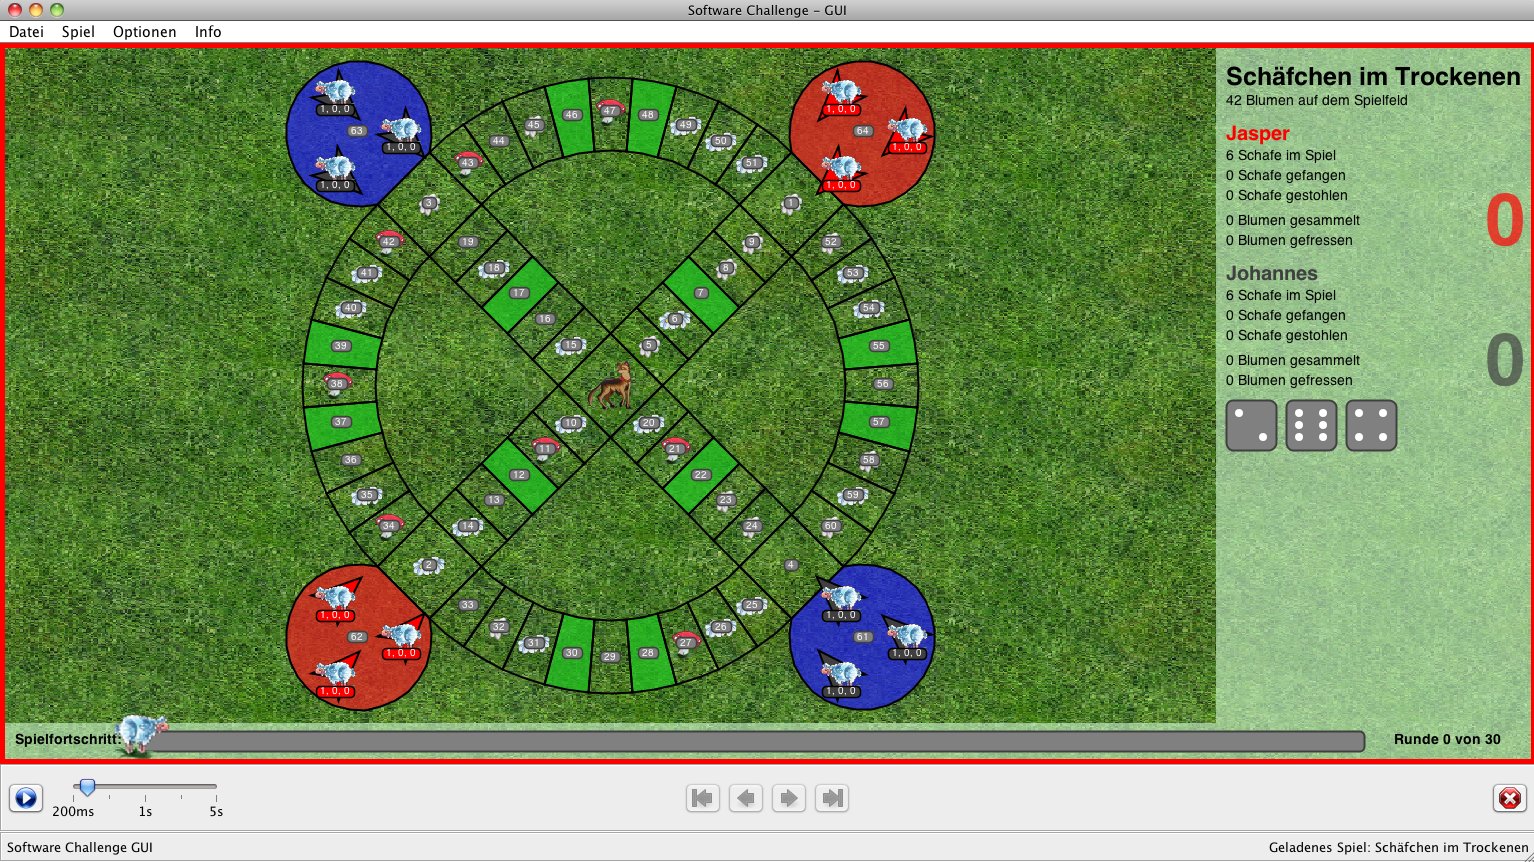 Software Challenge - GUI
Datei Spiel Optionen Info
Schäfchen im Trockenen
42 Blumen auf dem Spielfeld
Jasper
6 Schafe im Spiel
0 Schafe gefangen
0 Schafe gestohlen
0 Blumen gesammelt
0 Blumen gefressen
0
Johannes
6 Schafe im Spiel
0 Schafe gefangen
0 Schafe gestohlen
0 Blumen gesammelt
0 Blumen gefressen
0
1, 0, 0
63
1, 0, 0
1, 0, 0
1, 0, 0
64
1, 0, 0
1, 0, 0
43 44 45 46 47 48 49 50 51
3 1
42 19 9 52
41 18 8 53
40 17 7 54
39 16 6 55
15 5
38 56
37 10 20 57
36 11 21 58
35 12 22 59
34 13 23 60
14 24
2 4
33 32 31 30 29 28 27 26 25
1, 0, 0
62
1, 0, 0
1, 0, 0
1, 0, 0
61
1, 0, 0
1, 0, 0
Spielfortschritt:
Runde 0 von 30
200ms 1s 5s
Software Challenge GUI
Geladenes Spiel: Schäfchen im Trockenen